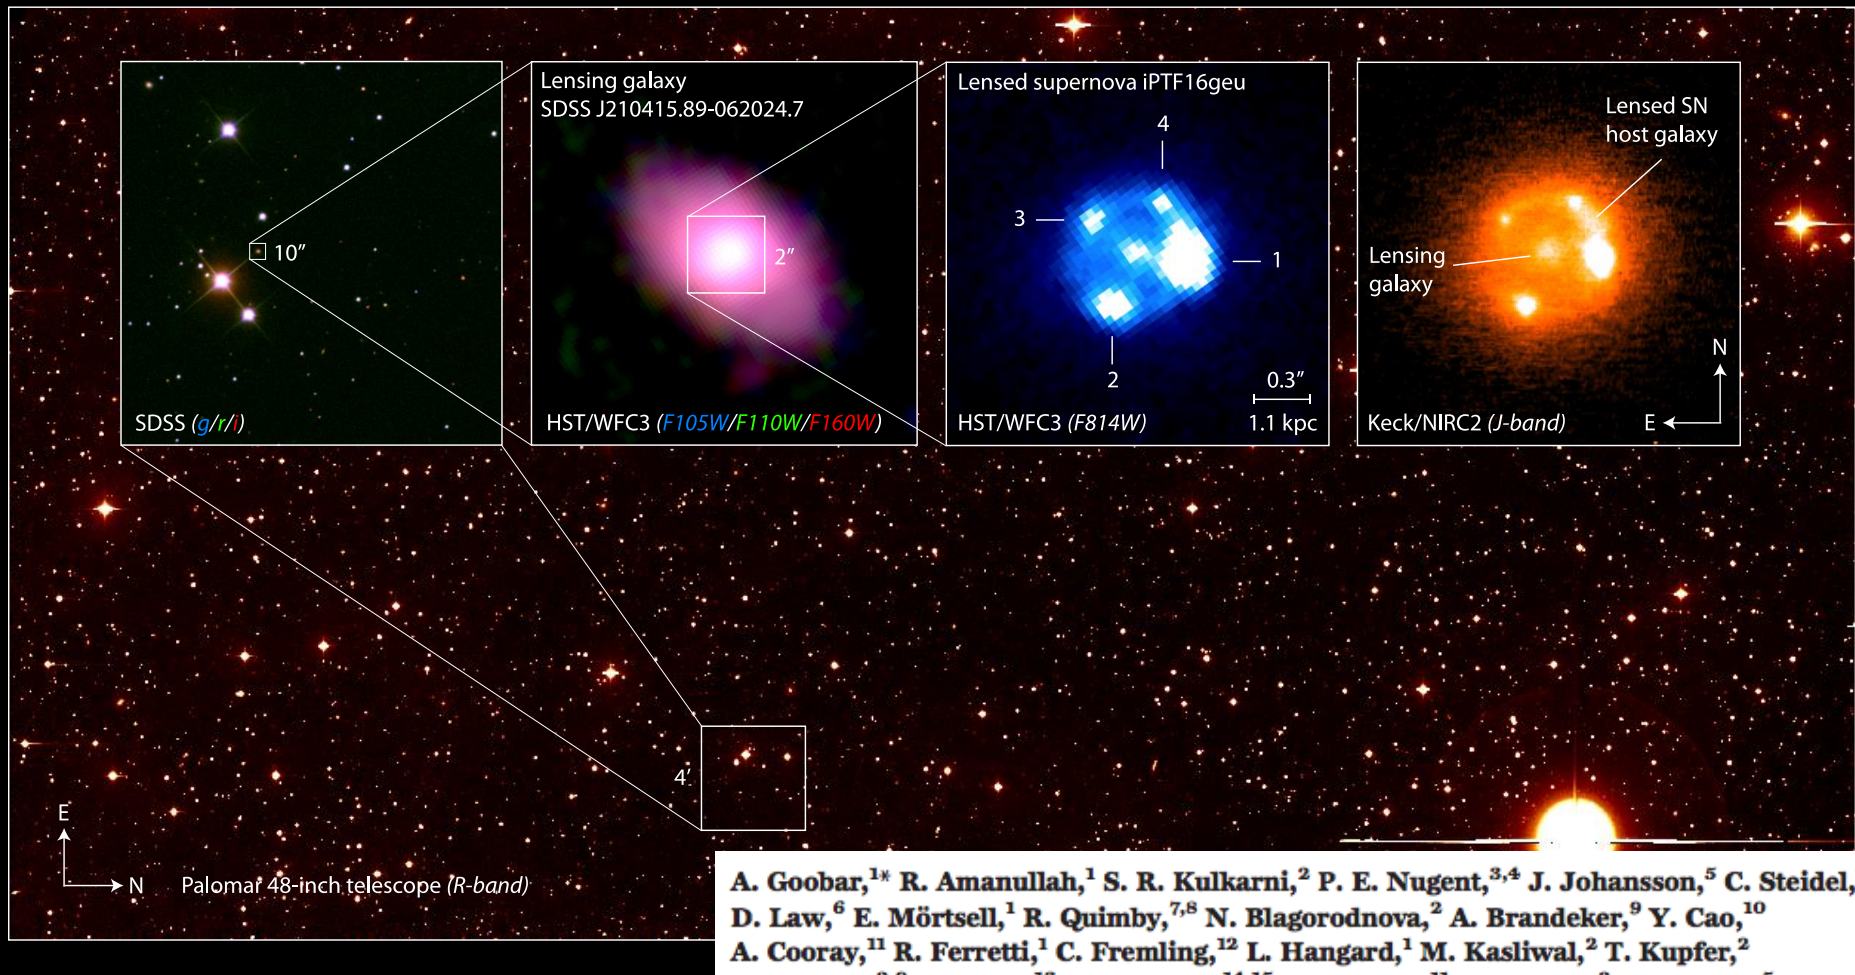 Lensing galaxy
SDSS J210415.89-062024.7
Lensed supernova iPTF16geu
Lensed SN
host galaxy
4
3
10″
2″
1
Lensing
galaxy
2
0.3″
1.1 kpc
N
E
SDSS (g/r/i)
HST/WFC3 (F105W/F110W/F160W)
HST/WFC3 (F814W)
Keck/NIRC2 (J-band)
4′
E
N
Palomar 48-inch telescope (R-band)
A. Goobar,¹* R. Amanullah,¹ S. R. Kulkarni,² P. E. Nugent,³,⁴ J. Johansson,⁵ C. Steidel,
D. Law,⁶ E. Mörtsell,¹ R. Quimby,⁷,⁸ N. Blagorodnova,² A. Brandeker,⁹ Y. Cao,¹⁰
A. Cooray,¹¹ R. Ferretti,¹ C. Fremling,¹² L. Hangard,¹ M. Kasliwal,² T. Kupfer,²